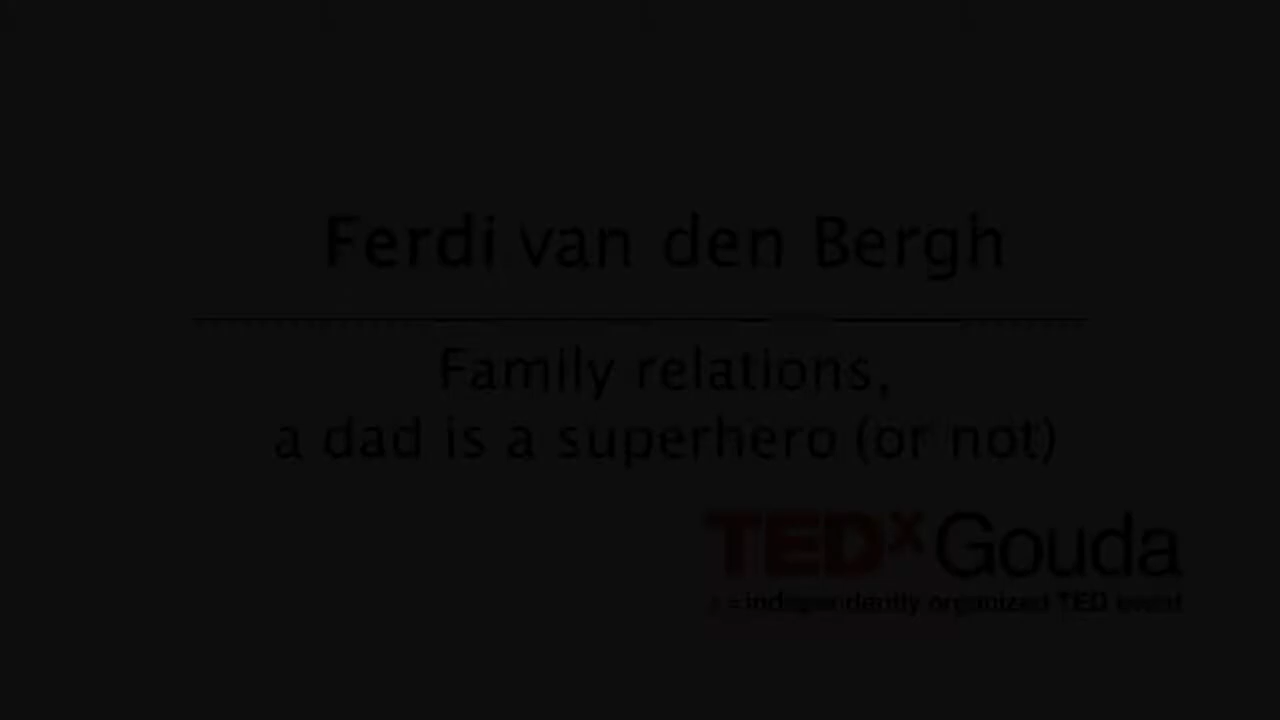 Ferdi van den Bergh
Family relations,
a dad is a superhero (or not)
TEDxGouda
x = independently organized TED event